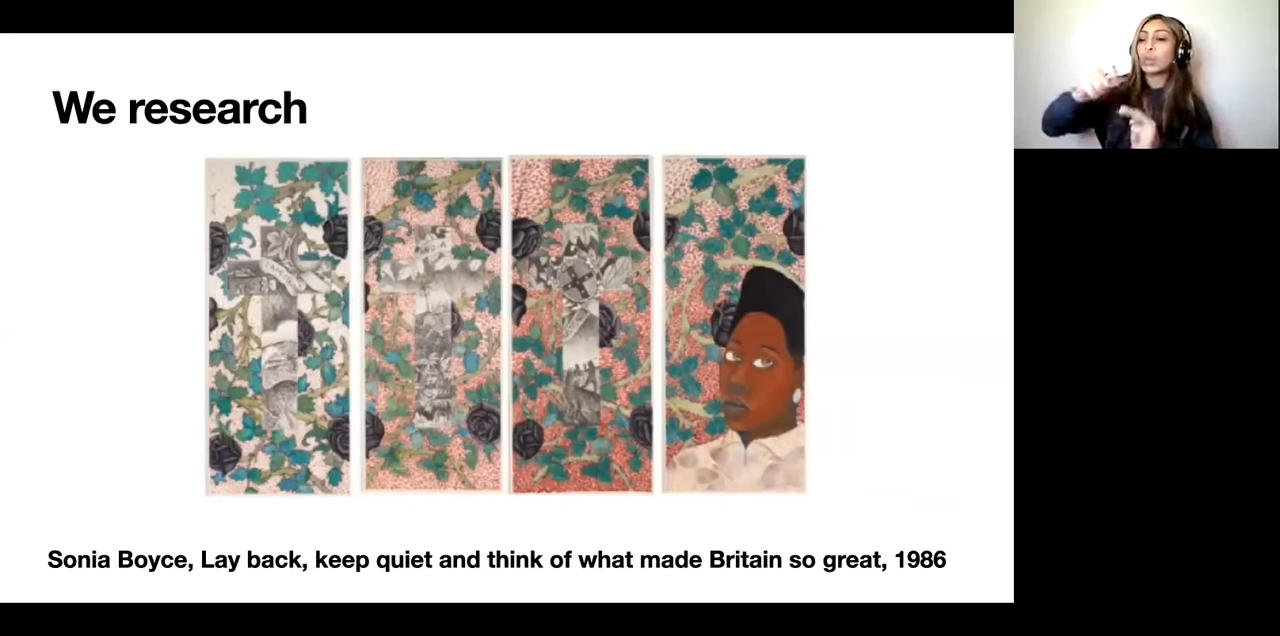 We research
Sonia Boyce, Lay back, keep quiet and think of what made Britain so great, 1986